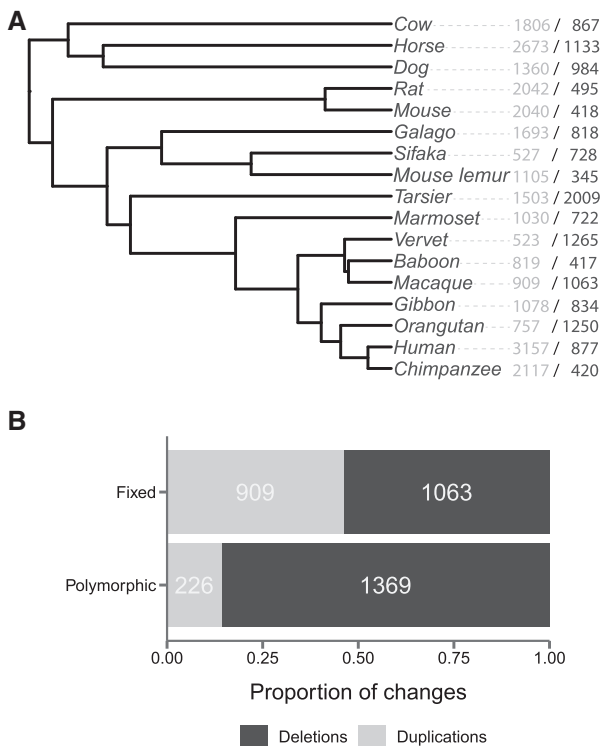 A
Cow 1806 / 867
Horse 2673 / 1133
Dog 1360 / 984
Rat 2042 / 495
Mouse 2040 / 418
Galago 1693 / 818
Sifaka 527 / 728
Mouse lemur 1105 / 345
Tarsier 1503 / 2009
Marmoset 1030 / 722
Vervet 523 / 1265
Baboon 819 / 417
Macaque 909 / 1063
Gibbon 1078 / 834
Orangutan 757 / 1250
Human 3157 / 877
Chimpanzee 2117 / 420
B
Fixed 909 1063
Polymorphic 226 1369
0.00 0.25 0.50 0.75 1.00
Proportion of changes
Deletions Duplications